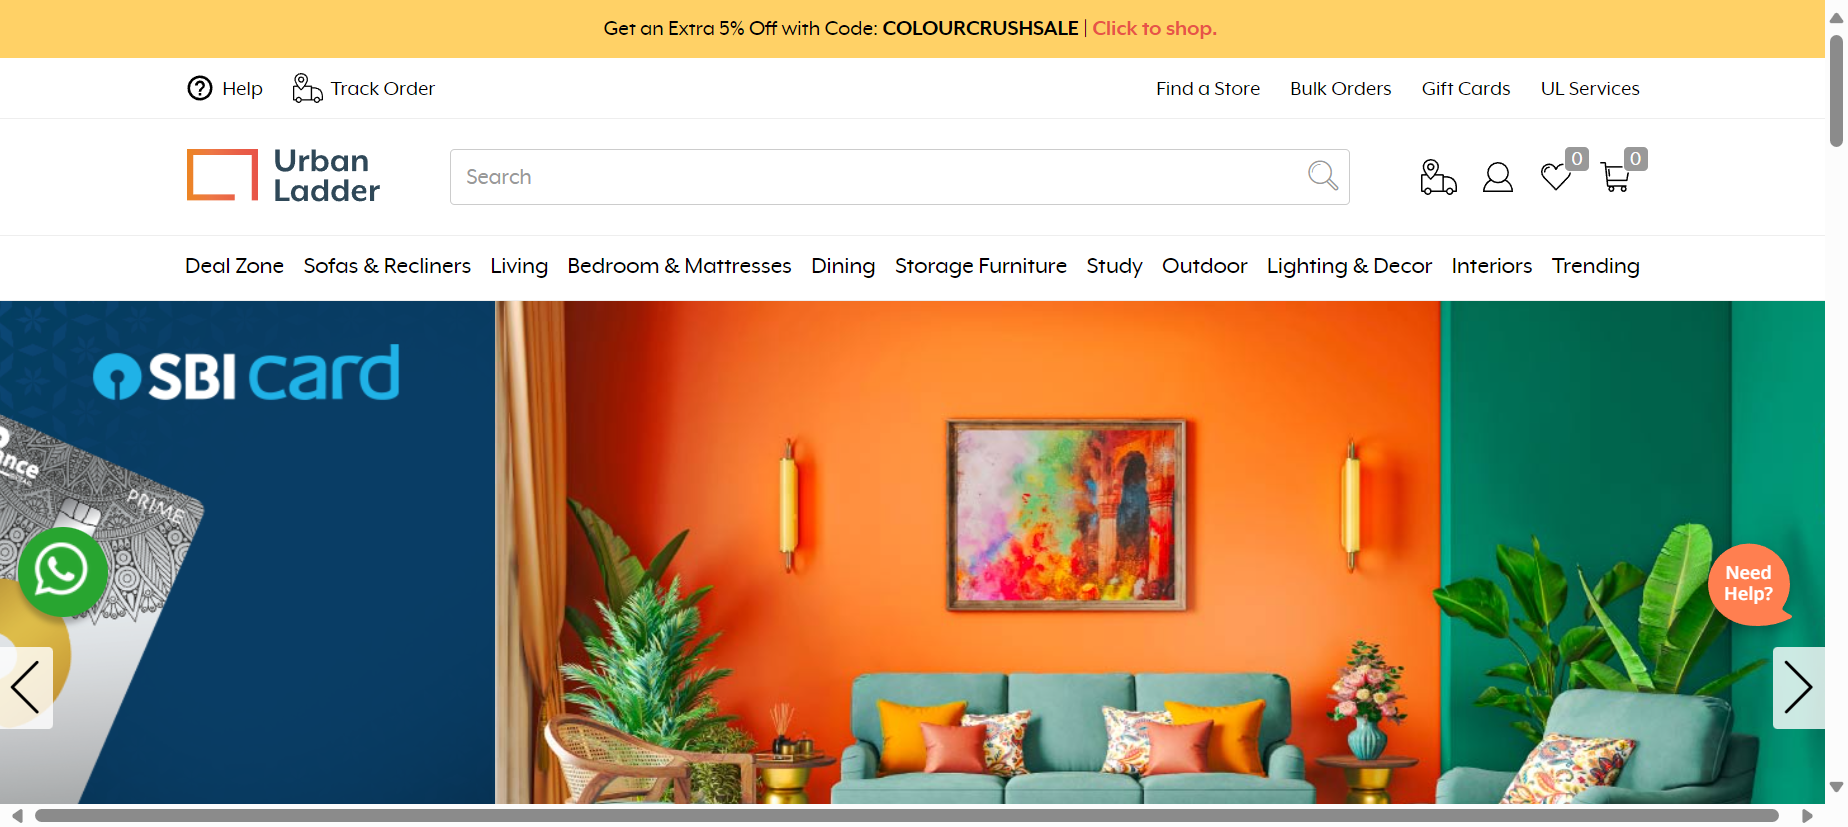 Get an Extra 5% Off with Code: COLOURCRUSHSALE | Click to shop.
Help Track Order Find a Store Bulk Orders Gift Cards UL Services
Urban
Ladder
Search
0 0
Deal Zone Sofas & Recliners Living Bedroom & Mattresses Dining Storage Furniture Study Outdoor Lighting & Decor Interiors Trending
SBI card
PRIME
Need
Help?